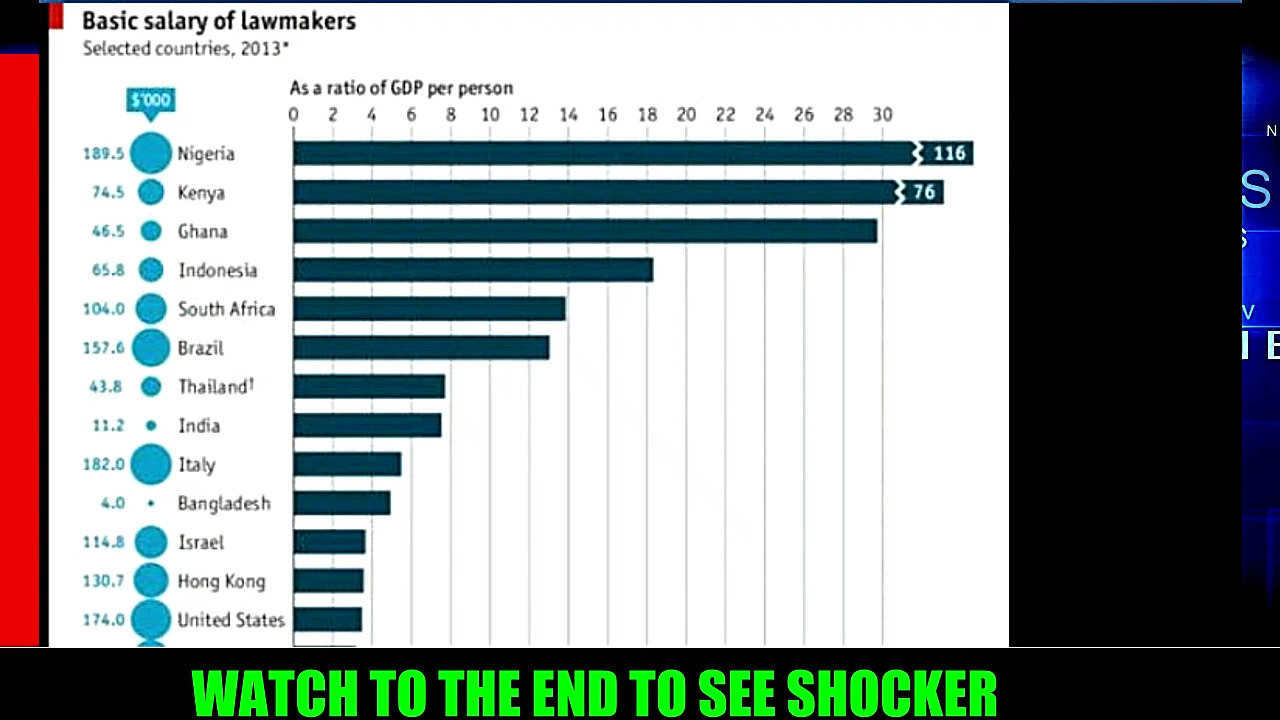 Basic salary of lawmakers
Selected countries, 2013*
As a ratio of GDP per person
$'000
0 2 4 6 8 10 12 14 16 18 20 22 24 26 28 30
189.5 Nigeria 116
74.5 Kenya 76
46.5 Ghana
65.8 Indonesia
104.0 South Africa
157.6 Brazil
43.8 Thailand†
11.2 India
182.0 Italy
4.0 Bangladesh
114.8 Israel
130.7 Hong Kong
174.0 United States
N
S
V
WATCH TO THE END TO SEE SHOCKER